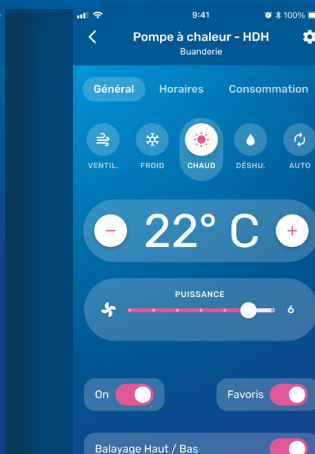 9:41
100%
Pompe à chaleur - HDH
Buanderie
Général Horaires Consommation
VENTIL. FROID CHAUD DÉSHU. AUTO
22° C
PUISSANCE
6
On Favoris
Balayage Haut / Bas